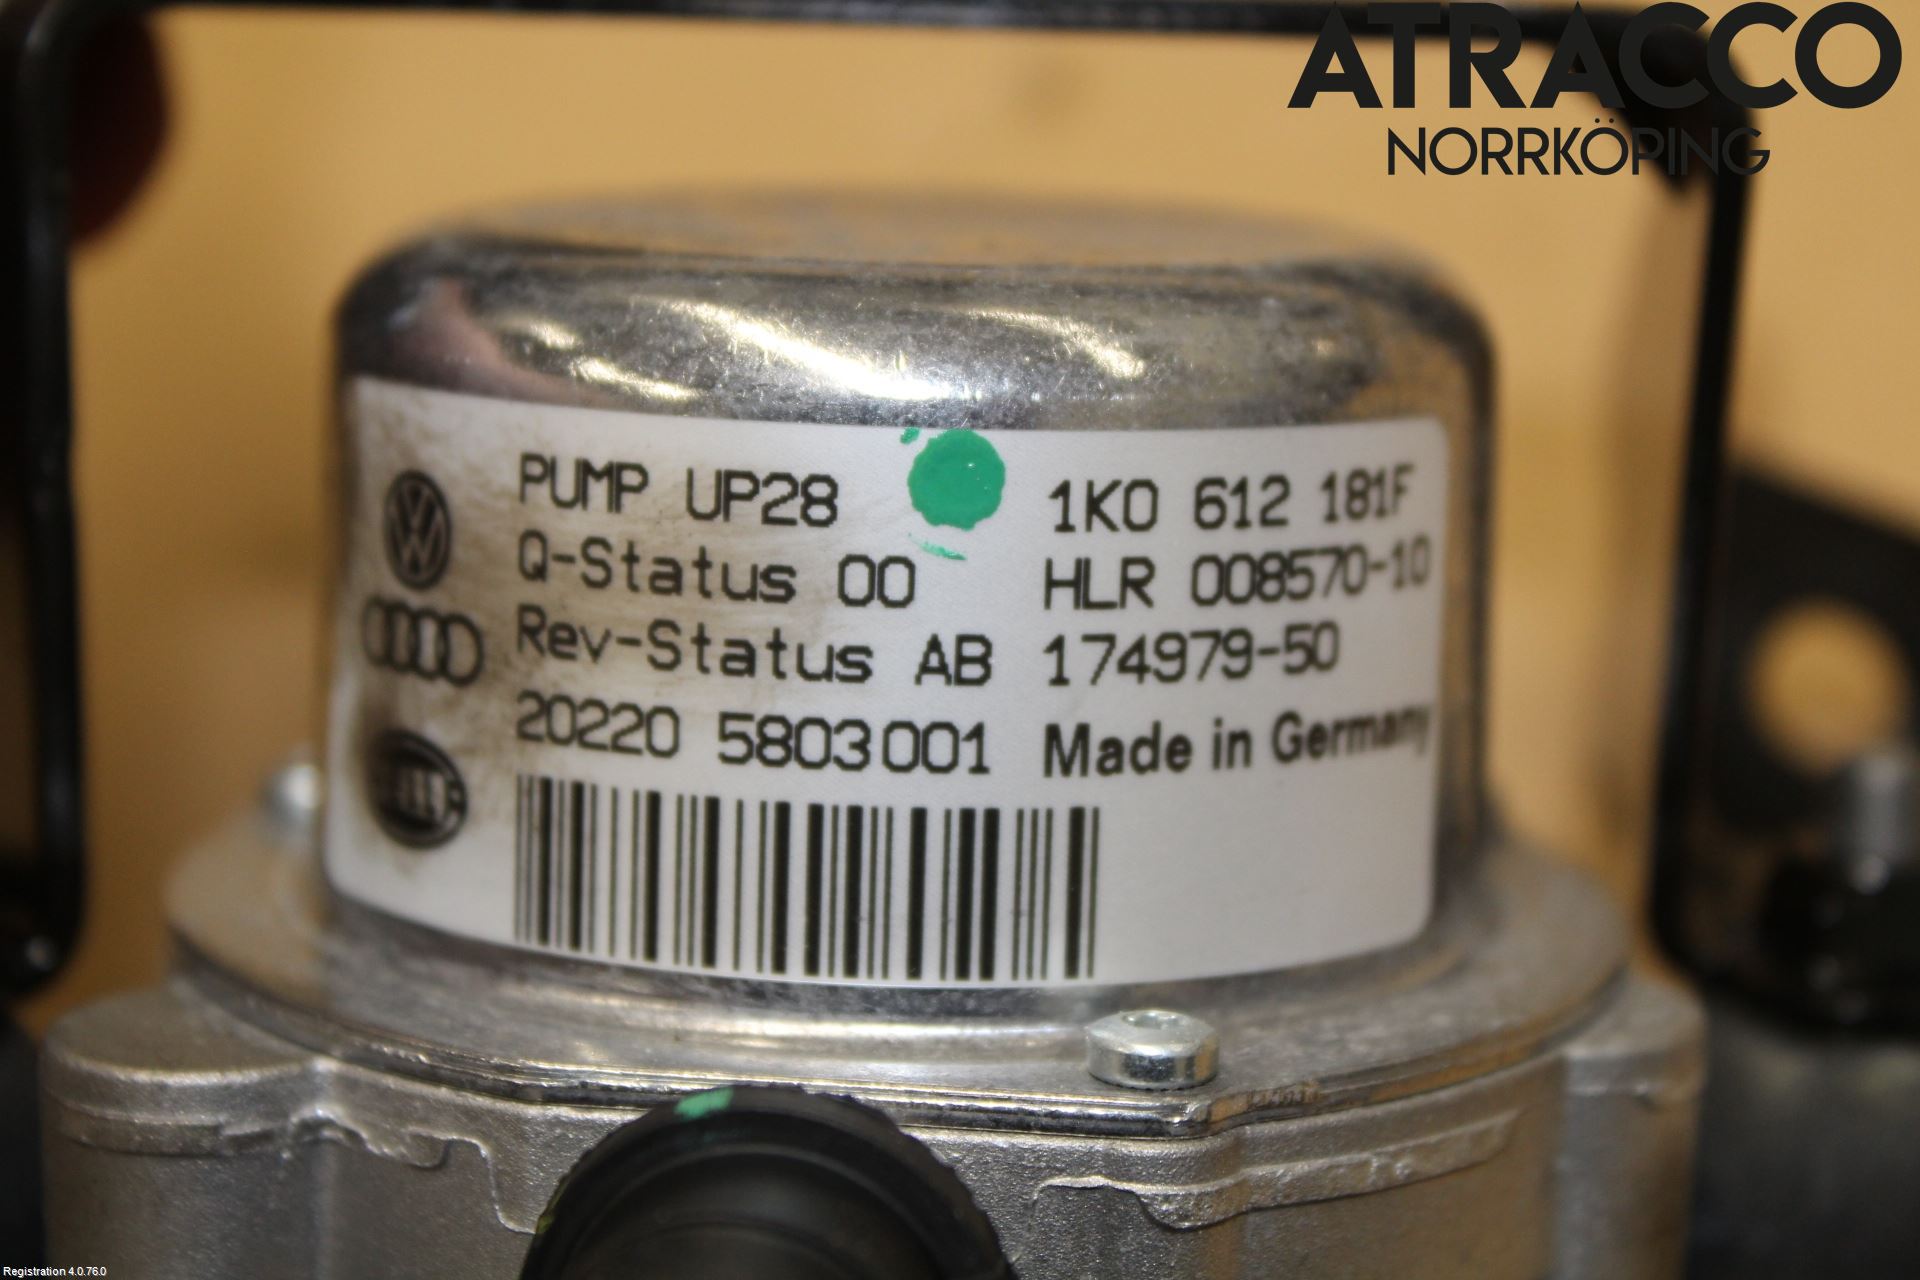 ATRACCO
NORRKÖPING
PUMP UP28 1K0 612 181F
Q-Status 00 HLR 008570-10
Rev-Status AB 174979-50
20220 5803001 Made in Germany
Registration 4.0.76.0